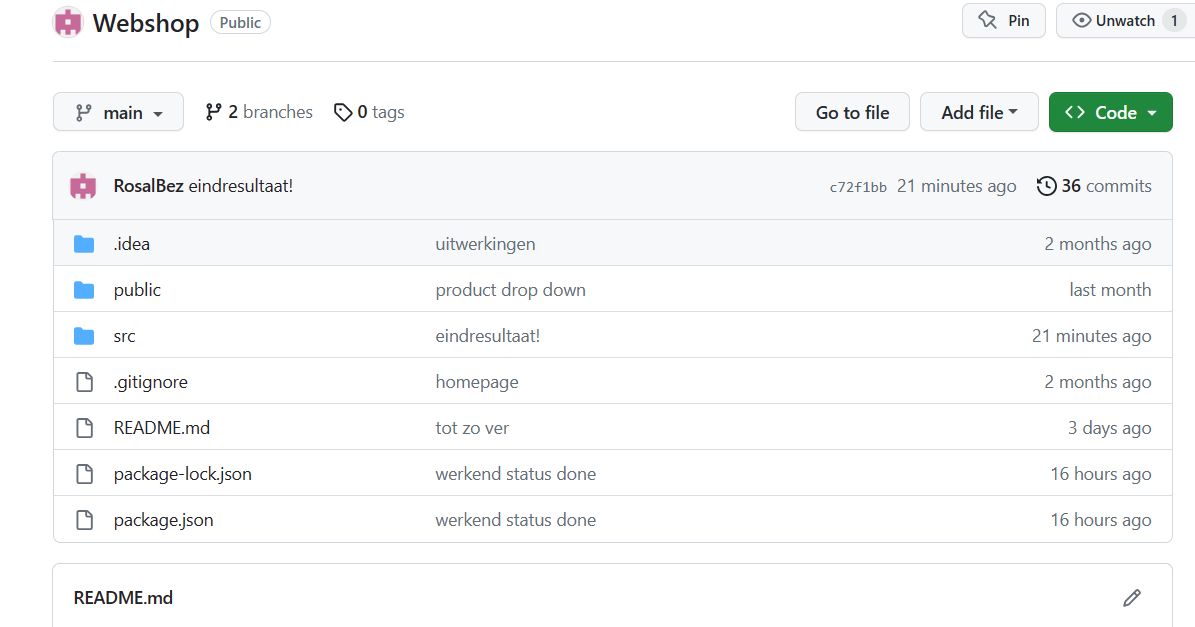 Webshop Public Pin Unwatch 1
main 2 branches 0 tags Go to file Add file Code
RosalBez eindresultaat! c72f1bb 21 minutes ago 36 commits
.idea uitwerkingen 2 months ago
public product drop down last month
src eindresultaat! 21 minutes ago
.gitignore homepage 2 months ago
README.md tot zo ver 3 days ago
package-lock.json werkend status done 16 hours ago
package.json werkend status done 16 hours ago
README.md